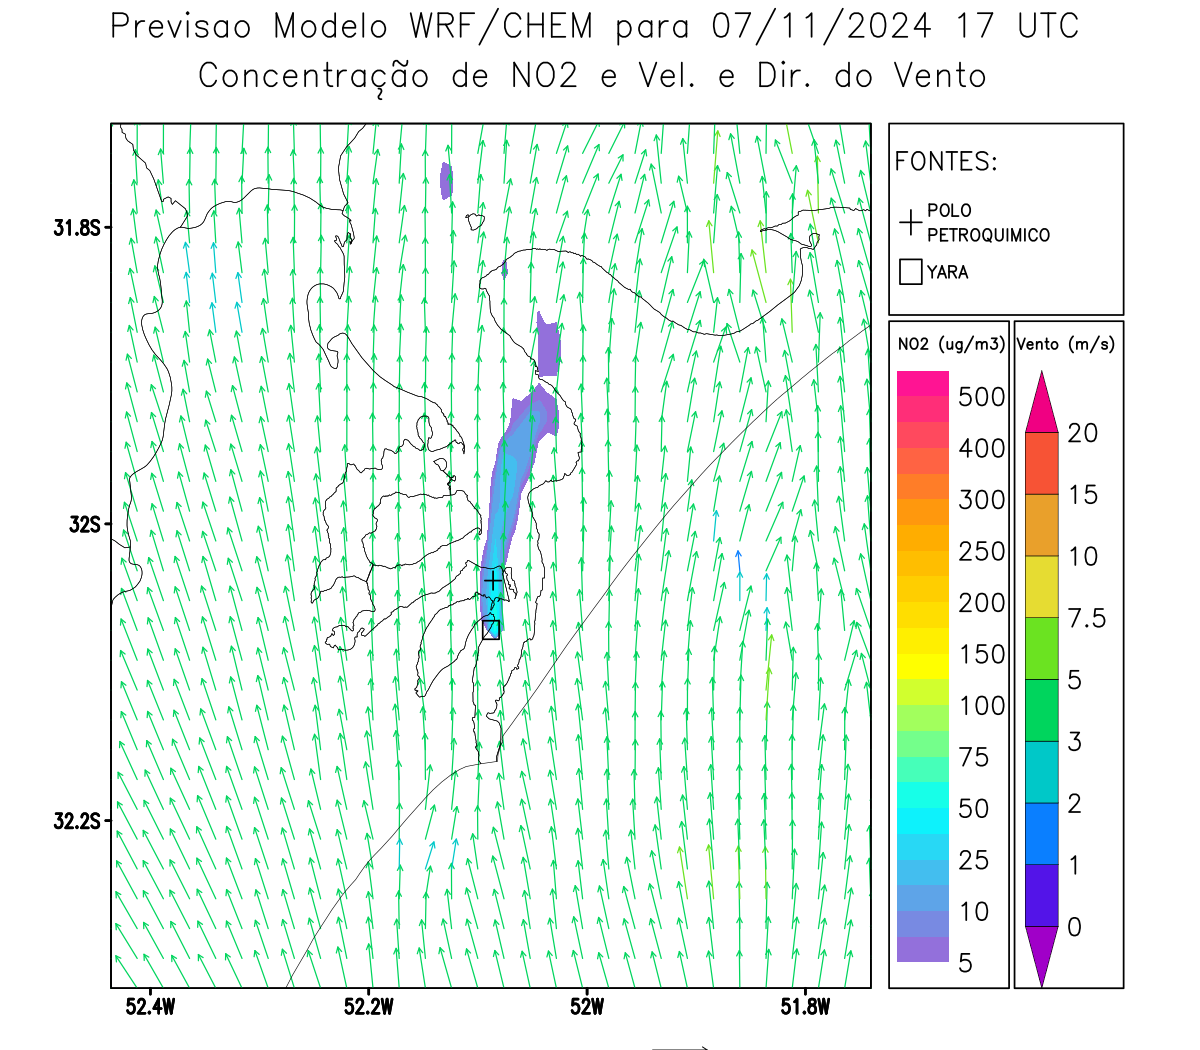 Previsao Modelo WRF/CHEM para 07/11/2024 17 UTC
Concentração de NO2 e Vel. e Dir. do Vento
FONTES:
POLO
PETROQUIMICO
YARA
31.8S
32S
32.2S
52.4W
52.2W
52W
51.8W
NO2 (ug/m3)
500
400
300
250
200
150
100
75
50
25
10
5
Vento (m/s)
20
15
10
7.5
5
3
2
1
0